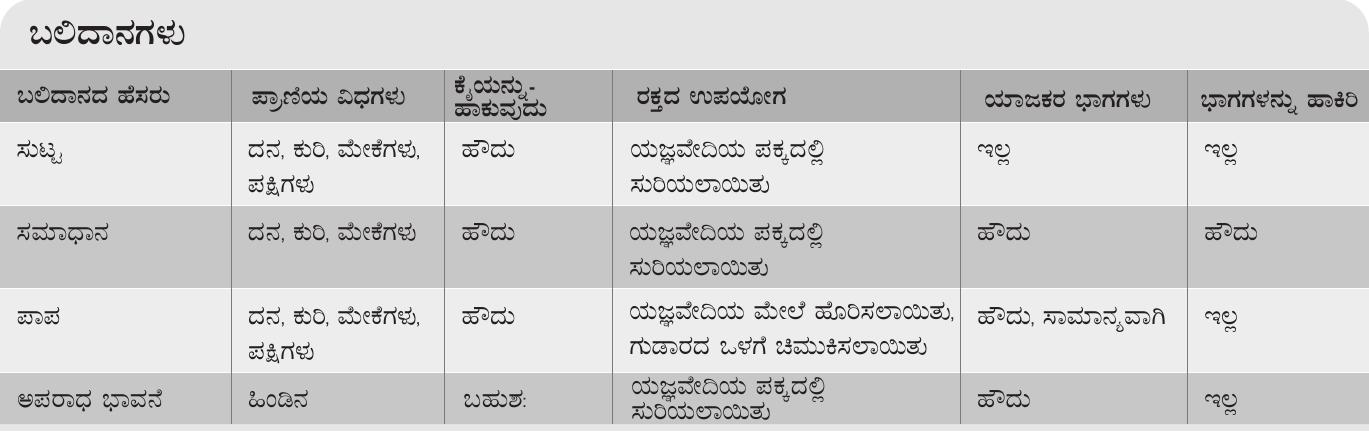 ಬಲಿದಾನಗಳು
ಬಲಿದಾನದ ಹೆಸರು ಪ್ರಾಣಿಯ ವಿಧಗಳು ಕೈಯನ್ನು- ಹಾಕುವುದು ರಕ್ತದ ಉಪಯೋಗ ಯಾಜಕರ ಭಾಗಗಳು ಭಾಗಗಳನ್ನು ಹಾಕಿರಿ
ಸುಟ್ಟ ದನ, ಕುರಿ, ಮೇಕೆಗಳು, ಹೌದು ಯಜ್ಞವೇದಿಯ ಪಕ್ಕದಲ್ಲಿ ಇಲ್ಲ ಇಲ್ಲ
ಪಕ್ಷಿಗಳು ಸುರಿಯಲಾಯಿತು
ಸಮಾಧಾನ ದನ, ಕುರಿ, ಮೇಕೆಗಳು ಹೌದು ಯಜ್ಞವೇದಿಯ ಪಕ್ಕದಲ್ಲಿ ಹೌದು ಹೌದು
ಸುರಿಯಲಾಯಿತು
ಪಾಪ ದನ, ಕುರಿ, ಮೇಕೆಗಳು, ಹೌದು ಯಜ್ಞವೇದಿಯ ಮೇಲೆ ಹೊರಿಸಲಾಯಿತು, ಹೌದು, ಸಾಮಾನ್ಯವಾಗಿ ಇಲ್ಲ
ಪಕ್ಷಿಗಳು ಗುಡಾರದ ಒಳಗೆ ಚಿಮುಕಿಸಲಾಯಿತು
ಅಪರಾಧ ಭಾವನೆ ಹಿಂಡಿನ ಬಹುಶ: ಯಜ್ಞವೇದಿಯ ಪಕ್ಕದಲ್ಲಿ ಹೌದು ಇಲ್ಲ
ಸುರಿಯಲಾಯಿತು